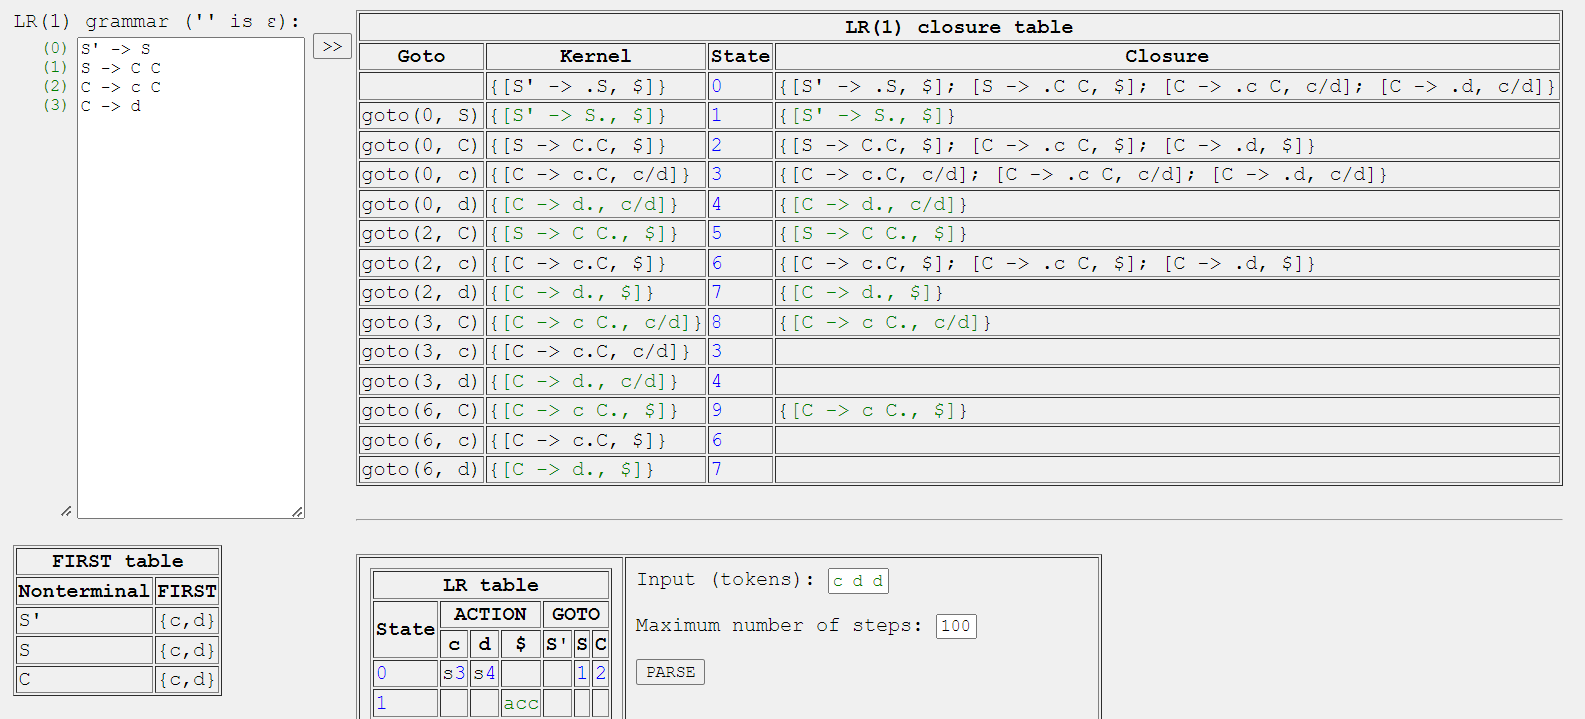 LR(1) grammar ('' is ε):
(0) S' -> S
(1) S -> C C
(2) C -> c C
(3) C -> d
>>
LR(1) closure table
Goto Kernel State Closure
{[S' -> .S, $]} 0 {[S' -> .S, $]; [S -> .C C, $]; [C -> .c C, c/d]; [C -> .d, c/d]}
goto(0, S) {[S' -> S., $]} 1 {[S' -> S., $]}
goto(0, C) {[S -> C.C, $]} 2 {[S -> C.C, $]; [C -> .c C, $]; [C -> .d, $]}
goto(0, c) {[C -> c.C, c/d]} 3 {[C -> c.C, c/d]; [C -> .c C, c/d]; [C -> .d, c/d]}
goto(0, d) {[C -> d., c/d]} 4 {[C -> d., c/d]}
goto(2, C) {[S -> C C., $]} 5 {[S -> C C., $]}
goto(2, c) {[C -> c.C, $]} 6 {[C -> c.C, $]; [C -> .c C, $]; [C -> .d, $]}
goto(2, d) {[C -> d., $]} 7 {[C -> d., $]}
goto(3, C) {[C -> c C., c/d]} 8 {[C -> c C., c/d]}
goto(3, c) {[C -> c.C, c/d]} 3
goto(3, d) {[C -> d., c/d]} 4
goto(6, C) {[C -> c C., $]} 9 {[C -> c C., $]}
goto(6, c) {[C -> c.C, $]} 6
goto(6, d) {[C -> d., $]} 7
FIRST table
Nonterminal FIRST
S' {c,d}
S {c,d}
C {c,d}
LR table
State ACTION GOTO
c d $ S' S C
0 s3 s4 1 2
1 acc
Input (tokens): c d d
Maximum number of steps: 100
PARSE